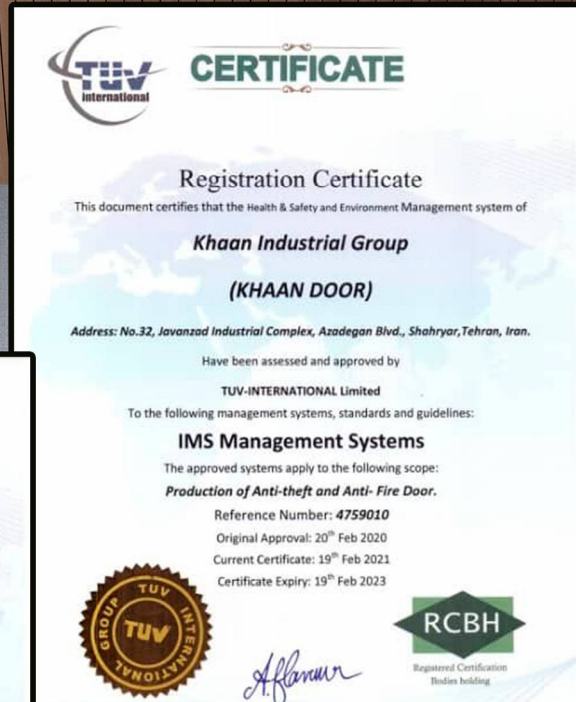 TÜV
international
CERTIFICATE
Registration Certificate
This document certifies that the Health & Safety and Environment Management system of
Khaan Industrial Group
(KHAAN DOOR)
Address: No.32, Javanzad Industrial Complex, Azadegan Blvd., Shahryar,Tehran, Iran.
Have been assessed and approved by
TUV-INTERNATIONAL Limited
To the following management systems, standards and guidelines:
IMS Management Systems
The approved systems apply to the following scope:
Production of Anti-theft and Anti- Fire Door.
Reference Number: 4759010
Original Approval: 20th Feb 2020
Current Certificate: 19th Feb 2021
Certificate Expiry: 19th Feb 2023
TUV INTERNATIONAL GROUP
TUV
RCBH
Registered Certification
Bodies holding